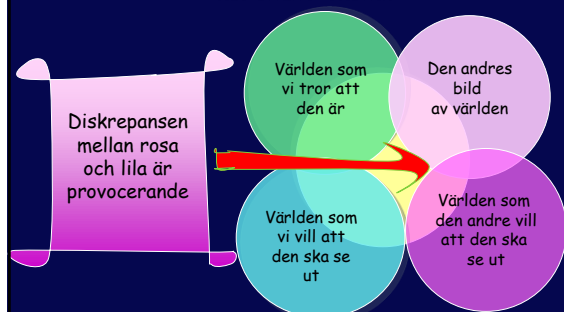 Diskrepansen
mellan rosa
och lila är
provocerande
Världen som
vi tror att
den är
Den andres
bild
av världen
Världen som
vi vill att
den ska se
ut
Världen som
den andre vill
att den ska
se ut